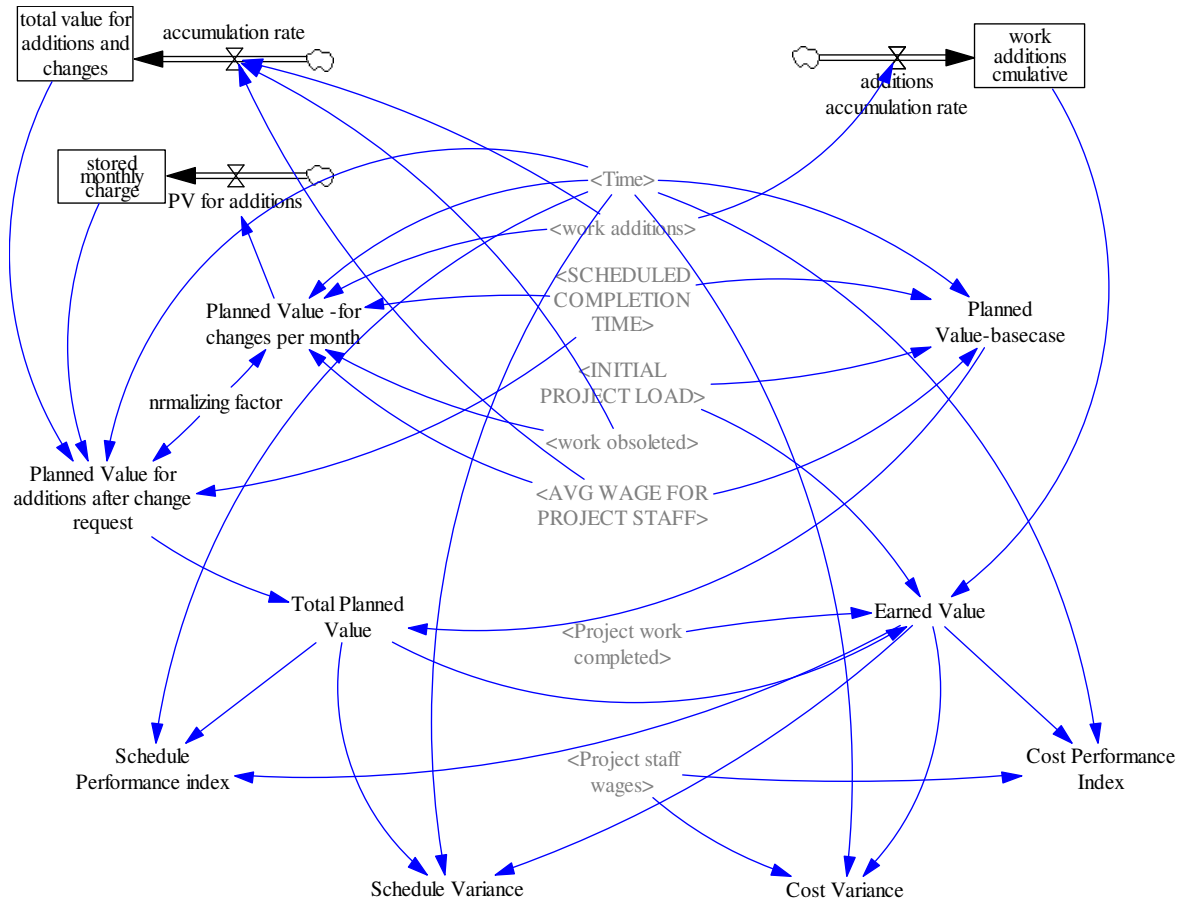 total value for
additions and
changes
accumulation rate
work
additions
cmulative
additions
accumulation rate
stored
monthly
charge
PV for additions
<Time>
<work additions>
<SCHEDULED
COMPLETION
TIME>
Planned Value -for
changes per month
Planned
Value-basecase
<INITIAL
PROJECT LOAD>
nrmalizing factor
<work obsoleted>
Planned Value for
additions after change
request
<AVG WAGE FOR
PROJECT STAFF>
Total Planned
Value
Earned Value
<Project work
completed>
Schedule
Performance index
<Project staff
wages>
Cost Performance
Index
Schedule Variance
Cost Variance